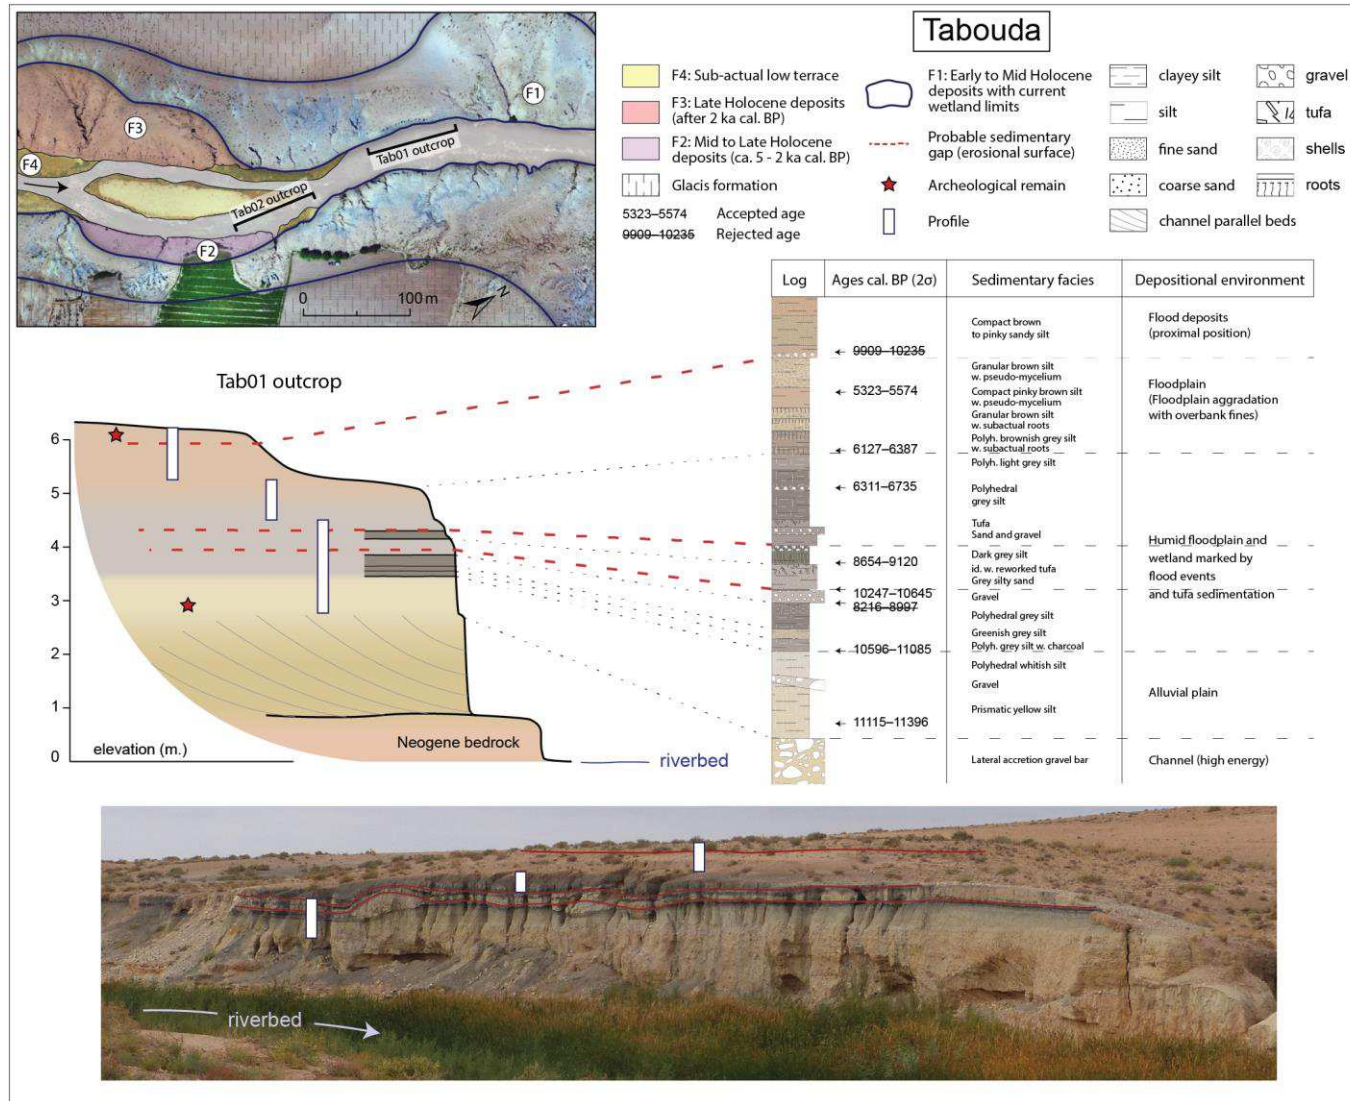 Tabouda
F4: Sub-actual low terrace
F3: Late Holocene deposits
(after 2 ka cal. BP)
F2: Mid to Late Holocene
deposits (ca. 5 - 2 ka cal. BP)
Glacis formation
5323–5574 Accepted age
9909–10235 Rejected age
F1: Early to Mid Holocene
deposits with current
wetland limits
Probable sedimentary
gap (erosional surface)
Archeological remain
Profile
clayey silt
silt
fine sand
coarse sand
channel parallel beds
gravel
tufa
shells
roots
F1
F3
F4
F2
Tab01 outcrop
Tab02 outcrop
0 100 m
N
Tab01 outcrop
6
5
4
3
2
1
0
elevation (m.)
Neogene bedrock
riverbed
Log
Ages cal. BP (2σ)
Sedimentary facies
Depositional environment
9909–10235
5323–5574
6127–6387
6311–6735
8654–9120
10247–10645
8216–8997
10596–11085
11115–11396
Compact brown
to pinky sandy silt
Granular brown silt
w. pseudo-mycelium
Compact pinky brown silt
w. pseudo-mycelium
Granular brown silt
w. subactual roots
Polyh. brownish grey silt
w. subactual roots
Polyh. light grey silt
Polyhedral
grey silt
Tufa
Sand and gravel
Dark grey silt
id. w. reworked tufa
Grey silty sand
Gravel
Polyhedral grey silt
Greenish grey silt
Polyh. grey silt w. charcoal
Polyhedral whitish silt
Gravel
Prismatic yellow silt
Lateral accretion gravel bar
Flood deposits
(proximal position)
Floodplain
(Floodplain aggradation
with overbank fines)
Humid floodplain and
wetland marked by
flood events
and tufa sedimentation
Alluvial plain
Channel (high energy)
riverbed